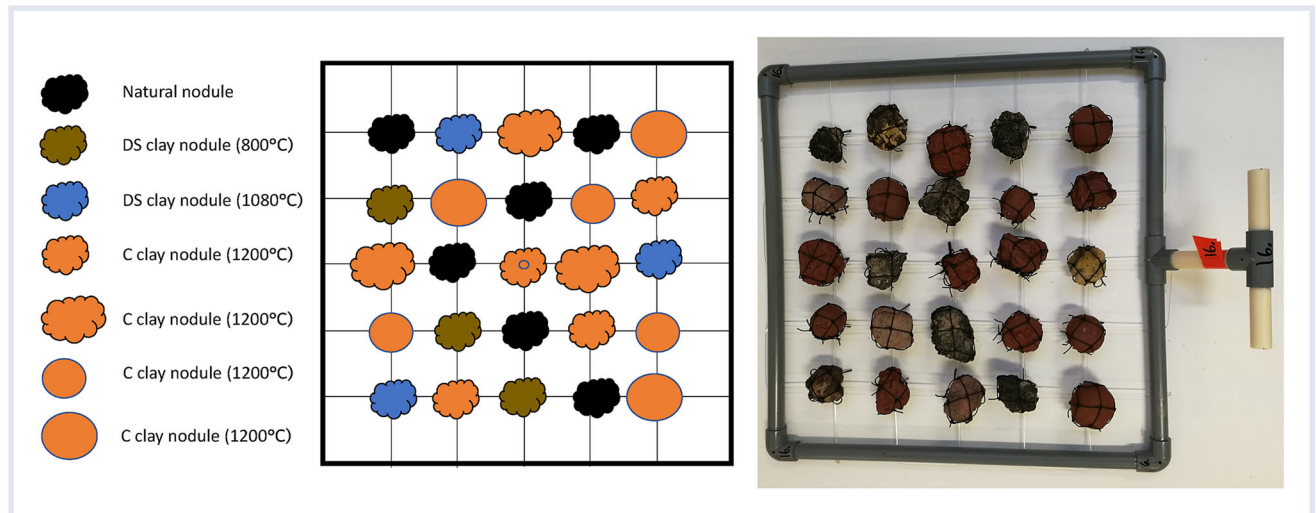 Natural nodule
DS clay nodule (800°C)
DS clay nodule (1080°C)
C clay nodule (1200°C)
C clay nodule (1200°C)
C clay nodule (1200°C)
C clay nodule (1200°C)
16.
16.